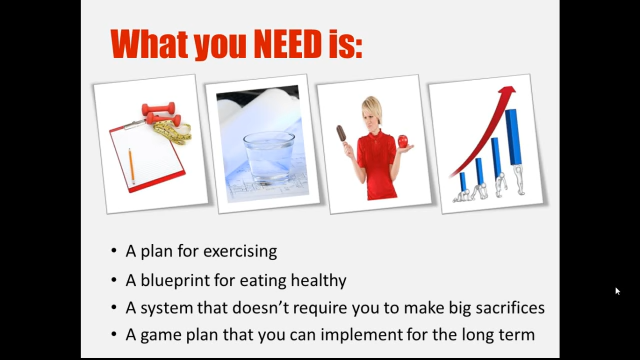 What you NEED is:
• A plan for exercising
• A blueprint for eating healthy
• A system that doesn't require you to make big sacrifices
• A game plan that you can implement for the long term